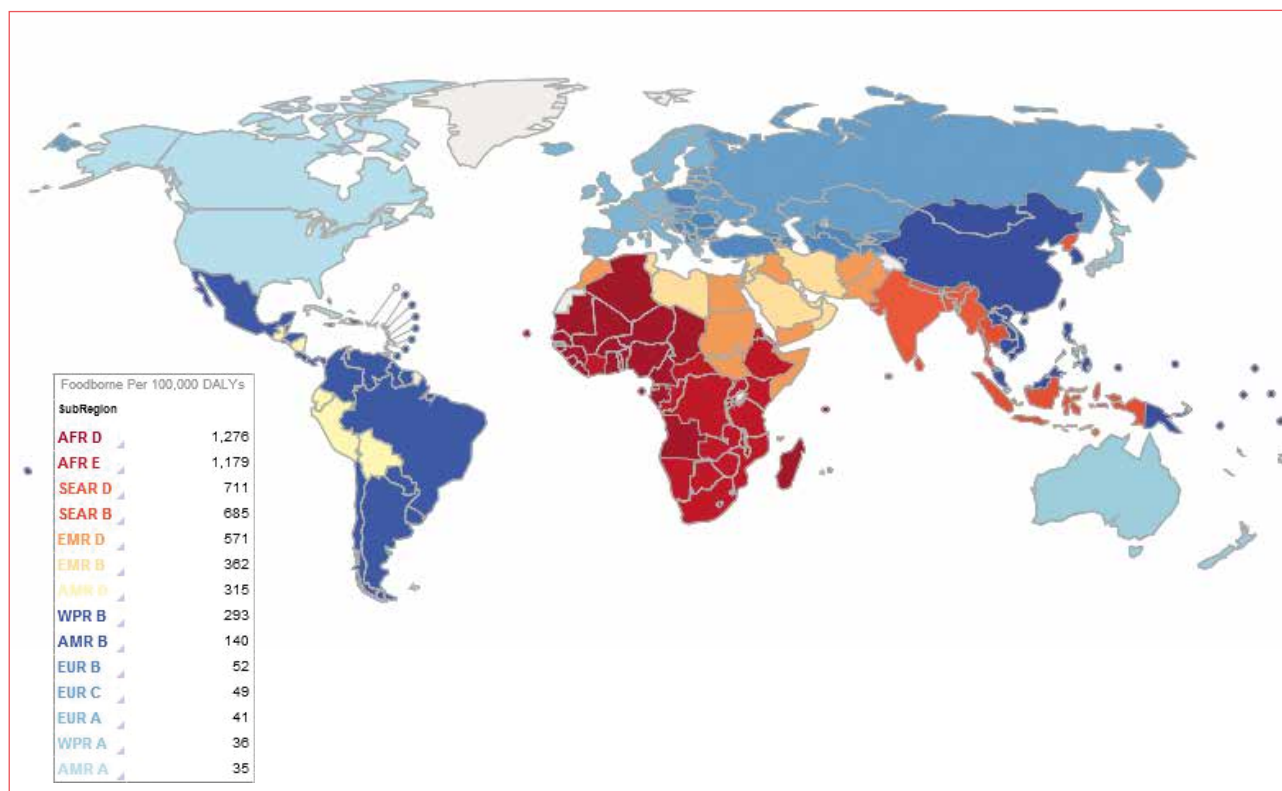 Foodborne Per 100,000 DALYs
SubRegion
AFR D 1,276
AFR E 1,179
SEAR D 711
SEAR B 685
EMR D 571
EMR B 362
AMR D 315
WPR B 293
AMR B 140
EUR B 52
EUR C 49
EUR A 41
WPR A 36
AMR A 35